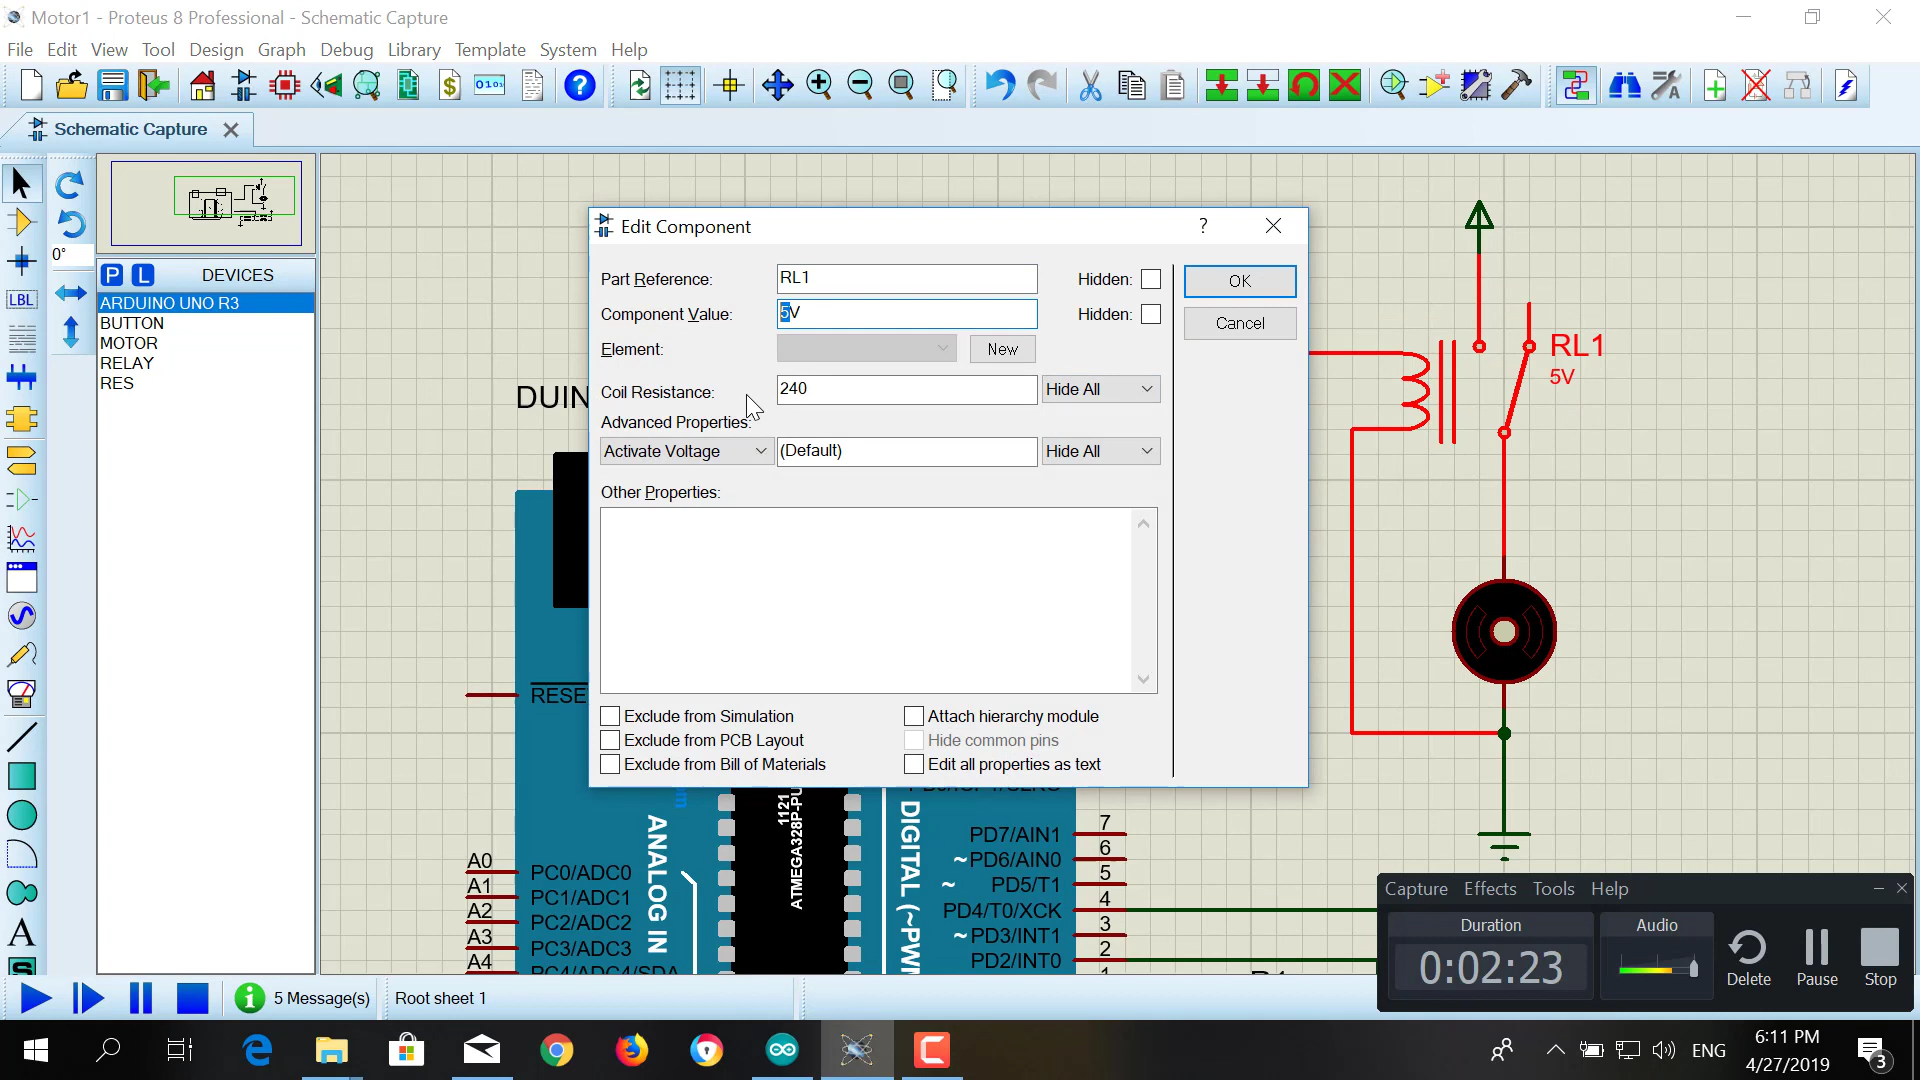 Motor1 - Proteus 8 Professional - Schematic Capture
File Edit View Tool Design Graph Debug Library Template System Help
Schematic Capture
0°
P L DEVICES
ARDUINO UNO R3
BUTTON
MOTOR
RELAY
RES
LBL
Edit Component
?
Part Reference: RL1 Hidden:
OK
Component Value: 5V Hidden:
Cancel
Element: New
Coil Resistance: 240 Hide All
Advanced Properties:
Activate Voltage (Default) Hide All
Other Properties:
Exclude from Simulation Attach hierarchy module
Exclude from PCB Layout Hide common pins
Exclude from Bill of Materials Edit all properties as text
RL1
5V
DUIN
RESE
1121
ATMEGA328P-PU
ANALOG IN
DIGITAL (~PWM
A0 PC0/ADC0
A1 PC1/ADC1
A2 PC2/ADC2
A3 PC3/ADC3
A4 PC4/ADC4/SDA
PD7/AIN1 7
~PD6/AIN0 6
~ PD5/T1 5
PD4/T0/XCK 4
~PD3/INT1 3
PD2/INT0 2
1
Capture Effects Tools Help
Duration Audio
0:02:23
Delete Pause Stop
5 Message(s) Root sheet 1
ENG
6:11 PM
4/27/2019
3